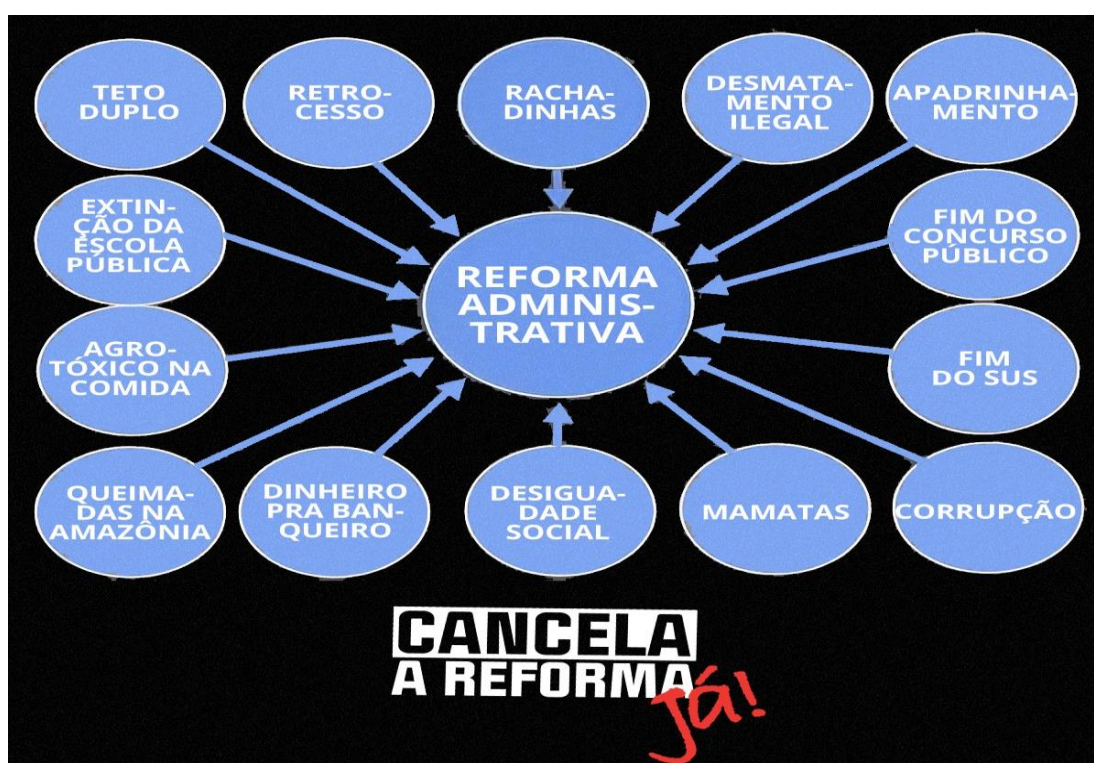 TETO
DUPLO
RETRO-
CESSO
RACHA-
DINHAS
DESMATA-
MENTO
ILEGAL
APADRINHA-
MENTO
EXTIN-
ÇÃO DA
ESCOLA
PÚBLICA
REFORMA
ADMINIS-
TRATIVA
FIM DO
CONCURSO
PÚBLICO
AGRO-
TÓXICO NA
COMIDA
FIM
DO SUS
QUEIMA-
DAS NA
AMAZÔNIA
DINHEIRO
PRA BAN-
QUEIRO
DESIGUA-
DADE
SOCIAL
MAMATAS
CORRUPÇÃO
CANCELA
A REFORMA
Já!